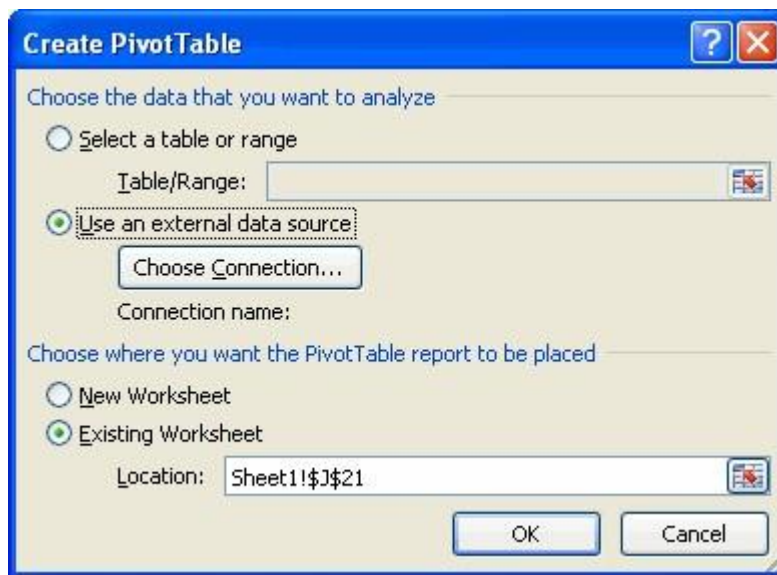 Create PivotTable
Choose the data that you want to analyze
Select a table or range
Table/Range:
Use an external data source
Choose Connection...
Connection name:
Choose where you want the PivotTable report to be placed
New Worksheet
Existing Worksheet
Location: Sheet1!$J$21
OK Cancel